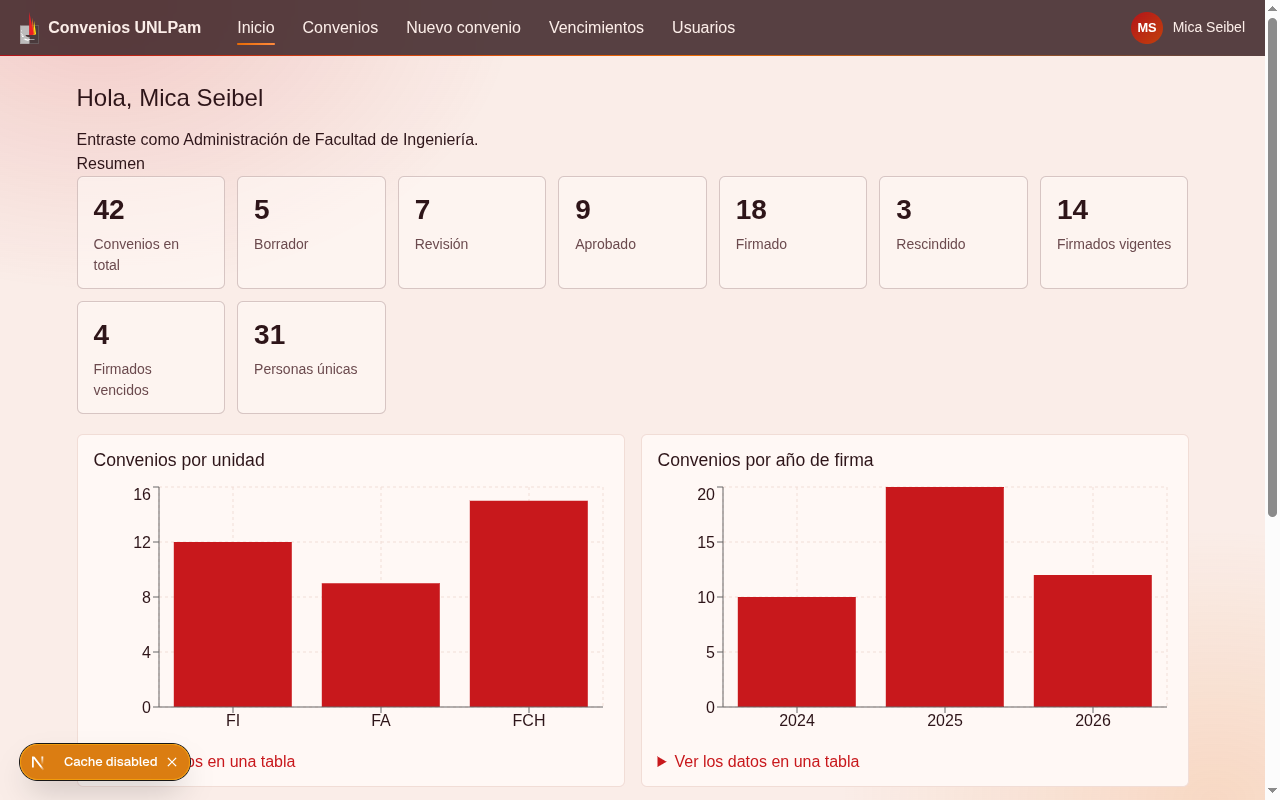 Convenios UNLPam
Inicio
Convenios
Nuevo convenio
Vencimientos
Usuarios
MS
Mica Seibel
Hola, Mica Seibel
Entraste como Administración de Facultad de Ingeniería.
Resumen
42
Convenios en
total
5
Borrador
7
Revisión
9
Aprobado
18
Firmado
3
Rescindido
14
Firmados vigentes
4
Firmados
vencidos
31
Personas únicas
Convenios por unidad
16
12
8
4
0
FI
FA
FCH
Convenios por año de firma
20
15
10
5
0
2024
2025
2026
en una tabla
Ver los datos en una tabla
Cache disabled